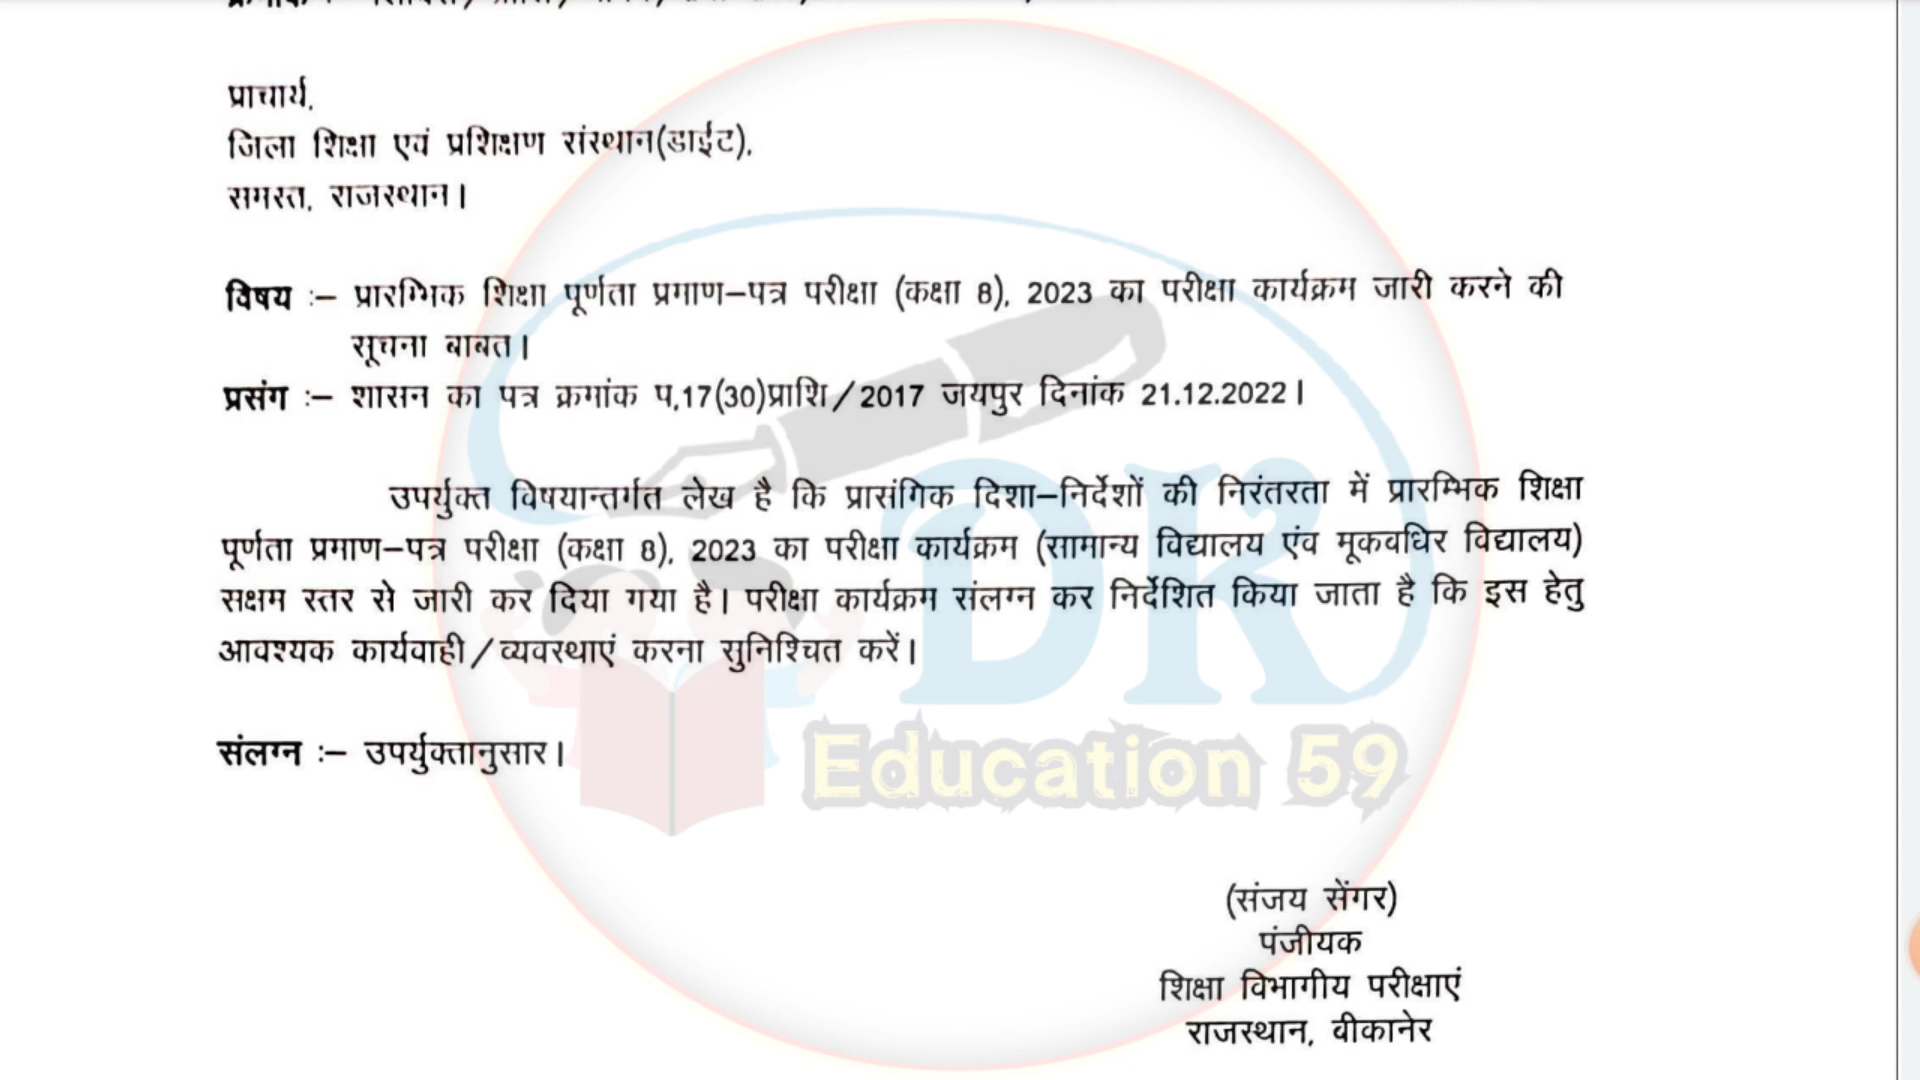 प्राचार्य,
जिला शिक्षा एवं प्रशिक्षण संस्थान(डाईट),
समस्त, राजस्थान।
विषय :– प्रारम्भिक शिक्षा पूर्णता प्रमाण–पत्र परीक्षा (कक्षा 8), 2023 का परीक्षा कार्यक्रम जारी करने की
सूचना बाबत।
प्रसंग :– शासन का पत्र क्रमांक प.17(30)प्राशि/2017 जयपुर दिनांक 21.12.2022।
उपर्युक्त विषयान्तर्गत लेख है कि प्रासंगिक दिशा–निर्देशों की निरंतरता में प्रारम्भिक शिक्षा
पूर्णता प्रमाण–पत्र परीक्षा (कक्षा 8), 2023 का परीक्षा कार्यक्रम (सामान्य विद्यालय एंव मूकवधिर विद्यालय)
सक्षम स्तर से जारी कर दिया गया है। परीक्षा कार्यक्रम संलग्न कर निर्देशित किया जाता है कि इस हेतु
आवश्यक कार्यवाही/व्यवस्थाएं करना सुनिश्चित करें।
DK
संलग्न :– उपर्युक्तानुसार।
Education 59
(संजय सेंगर)
पंजीयक
शिक्षा विभागीय परीक्षाएं
राजस्थान, बीकानेर